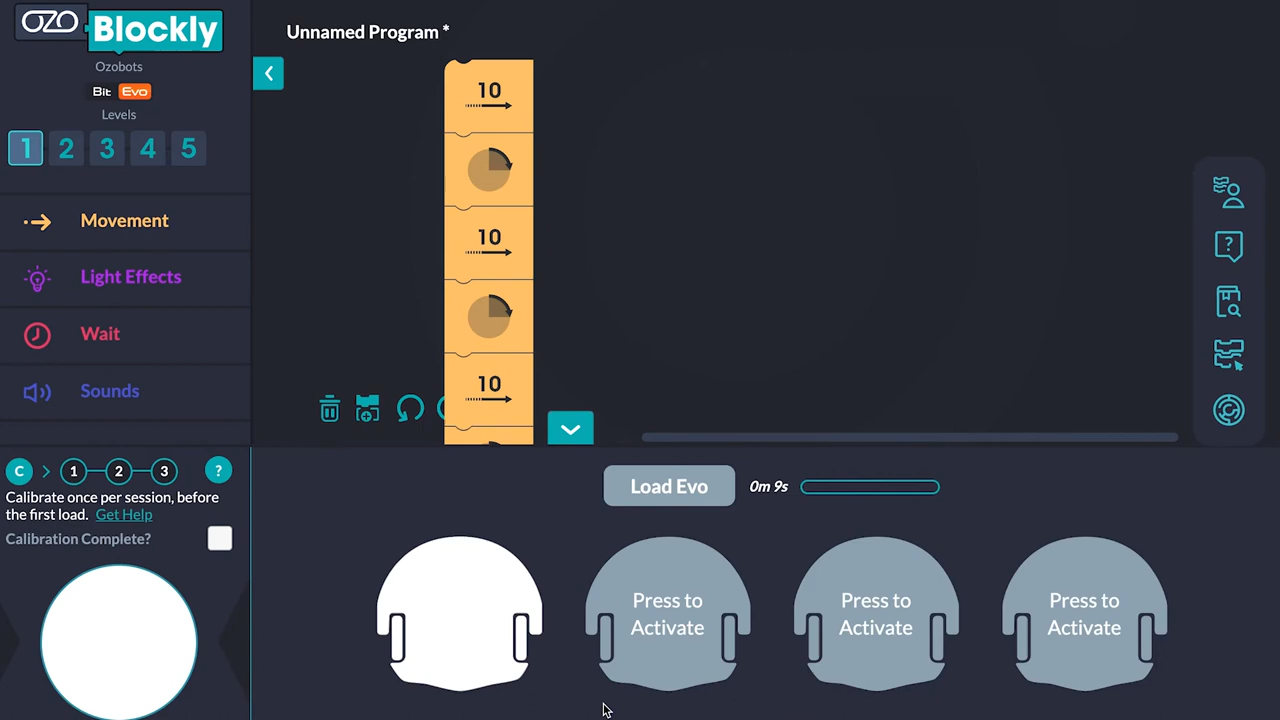 OZO
Blockly
Unnamed Program *
Ozobots
Bit Evo
Levels
1 2 3 4 5
Movement
Light Effects
Wait
Sounds
10
10
10
C > 1 2 3 ?
Calibrate once per session, before
the first load. Get Help
Calibration Complete?
Load Evo 0m 9s
Press to
Activate
Press to
Activate
Press to
Activate
?